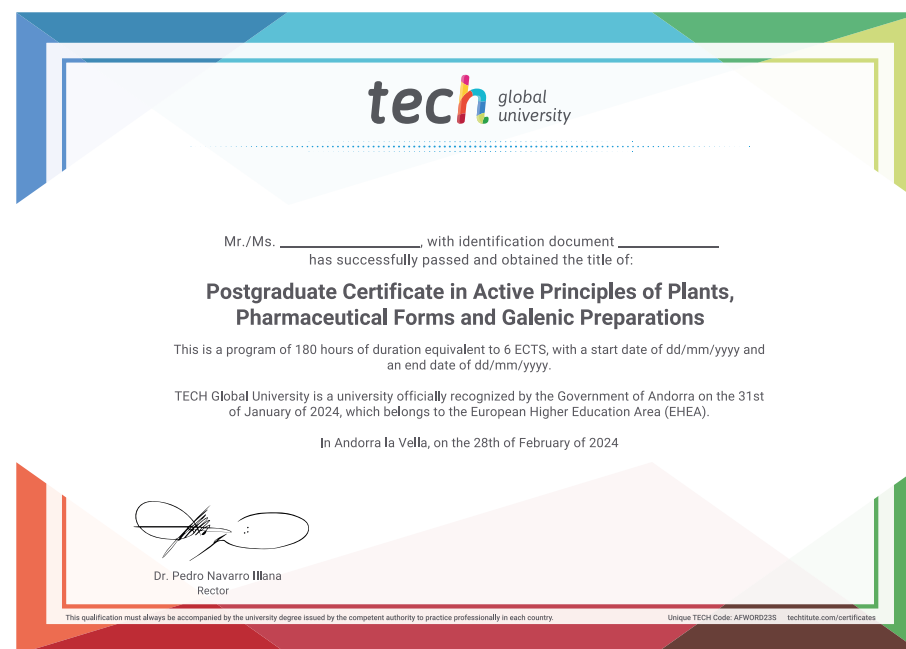 tech global
university
Mr./Ms. ____________, with identification document ____________
has successfully passed and obtained the title of:
Postgraduate Certificate in Active Principles of Plants,
Pharmaceutical Forms and Galenic Preparations
This is a program of 180 hours of duration equivalent to 6 ECTS, with a start date of dd/mm/yyyy and
an end date of dd/mm/yyyy.
TECH Global University is a university officially recognized by the Government of Andorra on the 31st
of January of 2024, which belongs to the European Higher Education Area (EHEA).
In Andorra la Vella, on the 28th of February of 2024
Dr. Pedro Navarro Illana
Rector
This qualification must always be accompanied by the university degree issued by the competent authority to practice professionally in each country.
Unique TECH Code: AFWORD23S techtitute.com/certificates